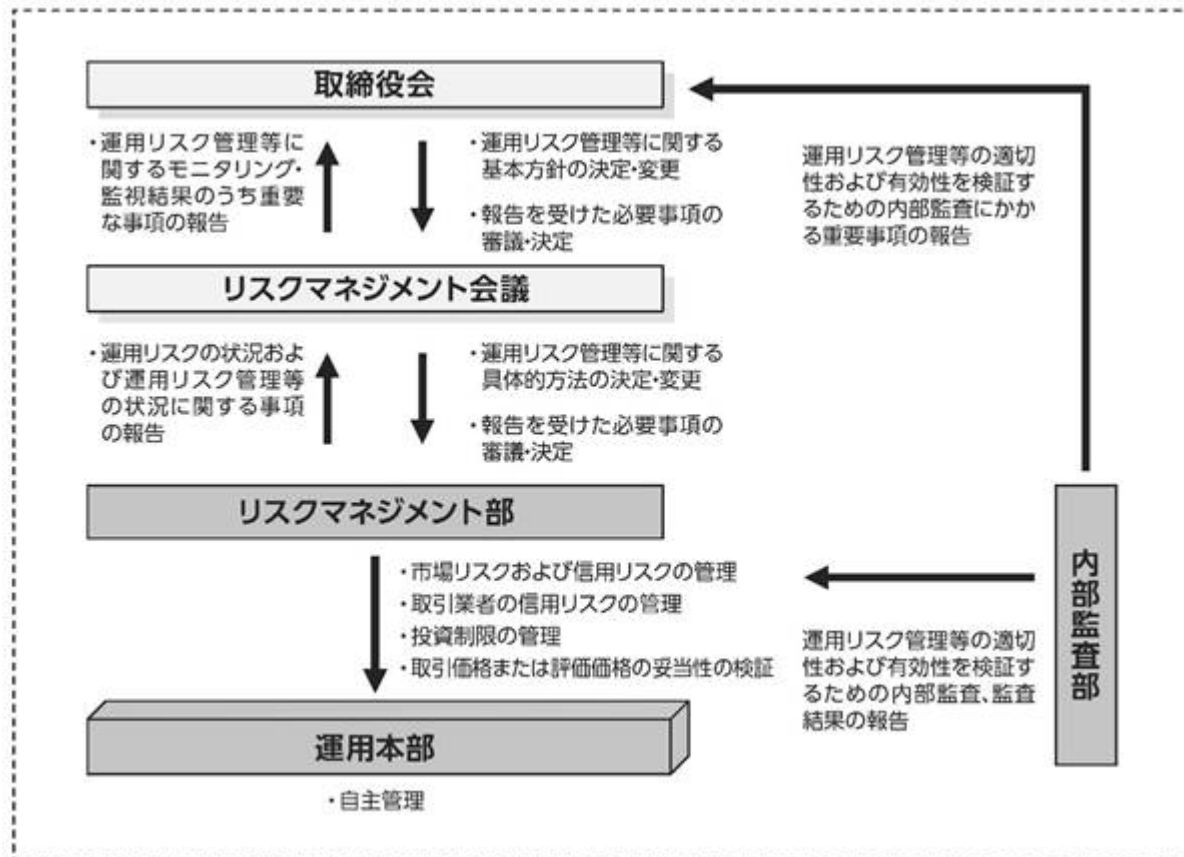 取締役会
・運用リスク管理等に
関するモニタリング・
監視結果のうち重要
な事項の報告
・運用リスク管理等に関する
基本方針の決定・変更
・報告を受けた必要事項の
審議・決定
運用リスク管理等の適切
性および有効性を検証す
るための内部監査にかか
る重要事項の報告
リスクマネジメント会議
・運用リスクの状況およ
び運用リスク管理等
の状況に関する事項
の報告
・運用リスク管理等に関する
具体的方法の決定・変更
・報告を受けた必要事項の
審議・決定
リスクマネジメント部
・市場リスクおよび信用リスクの管理
・取引業者の信用リスクの管理
・投資制限の管理
・取引価格または評価価格の妥当性の検証
内部監査部
運用リスク管理等の適切
性および有効性を検証す
るための内部監査、監査
結果の報告
運用本部
・自主管理